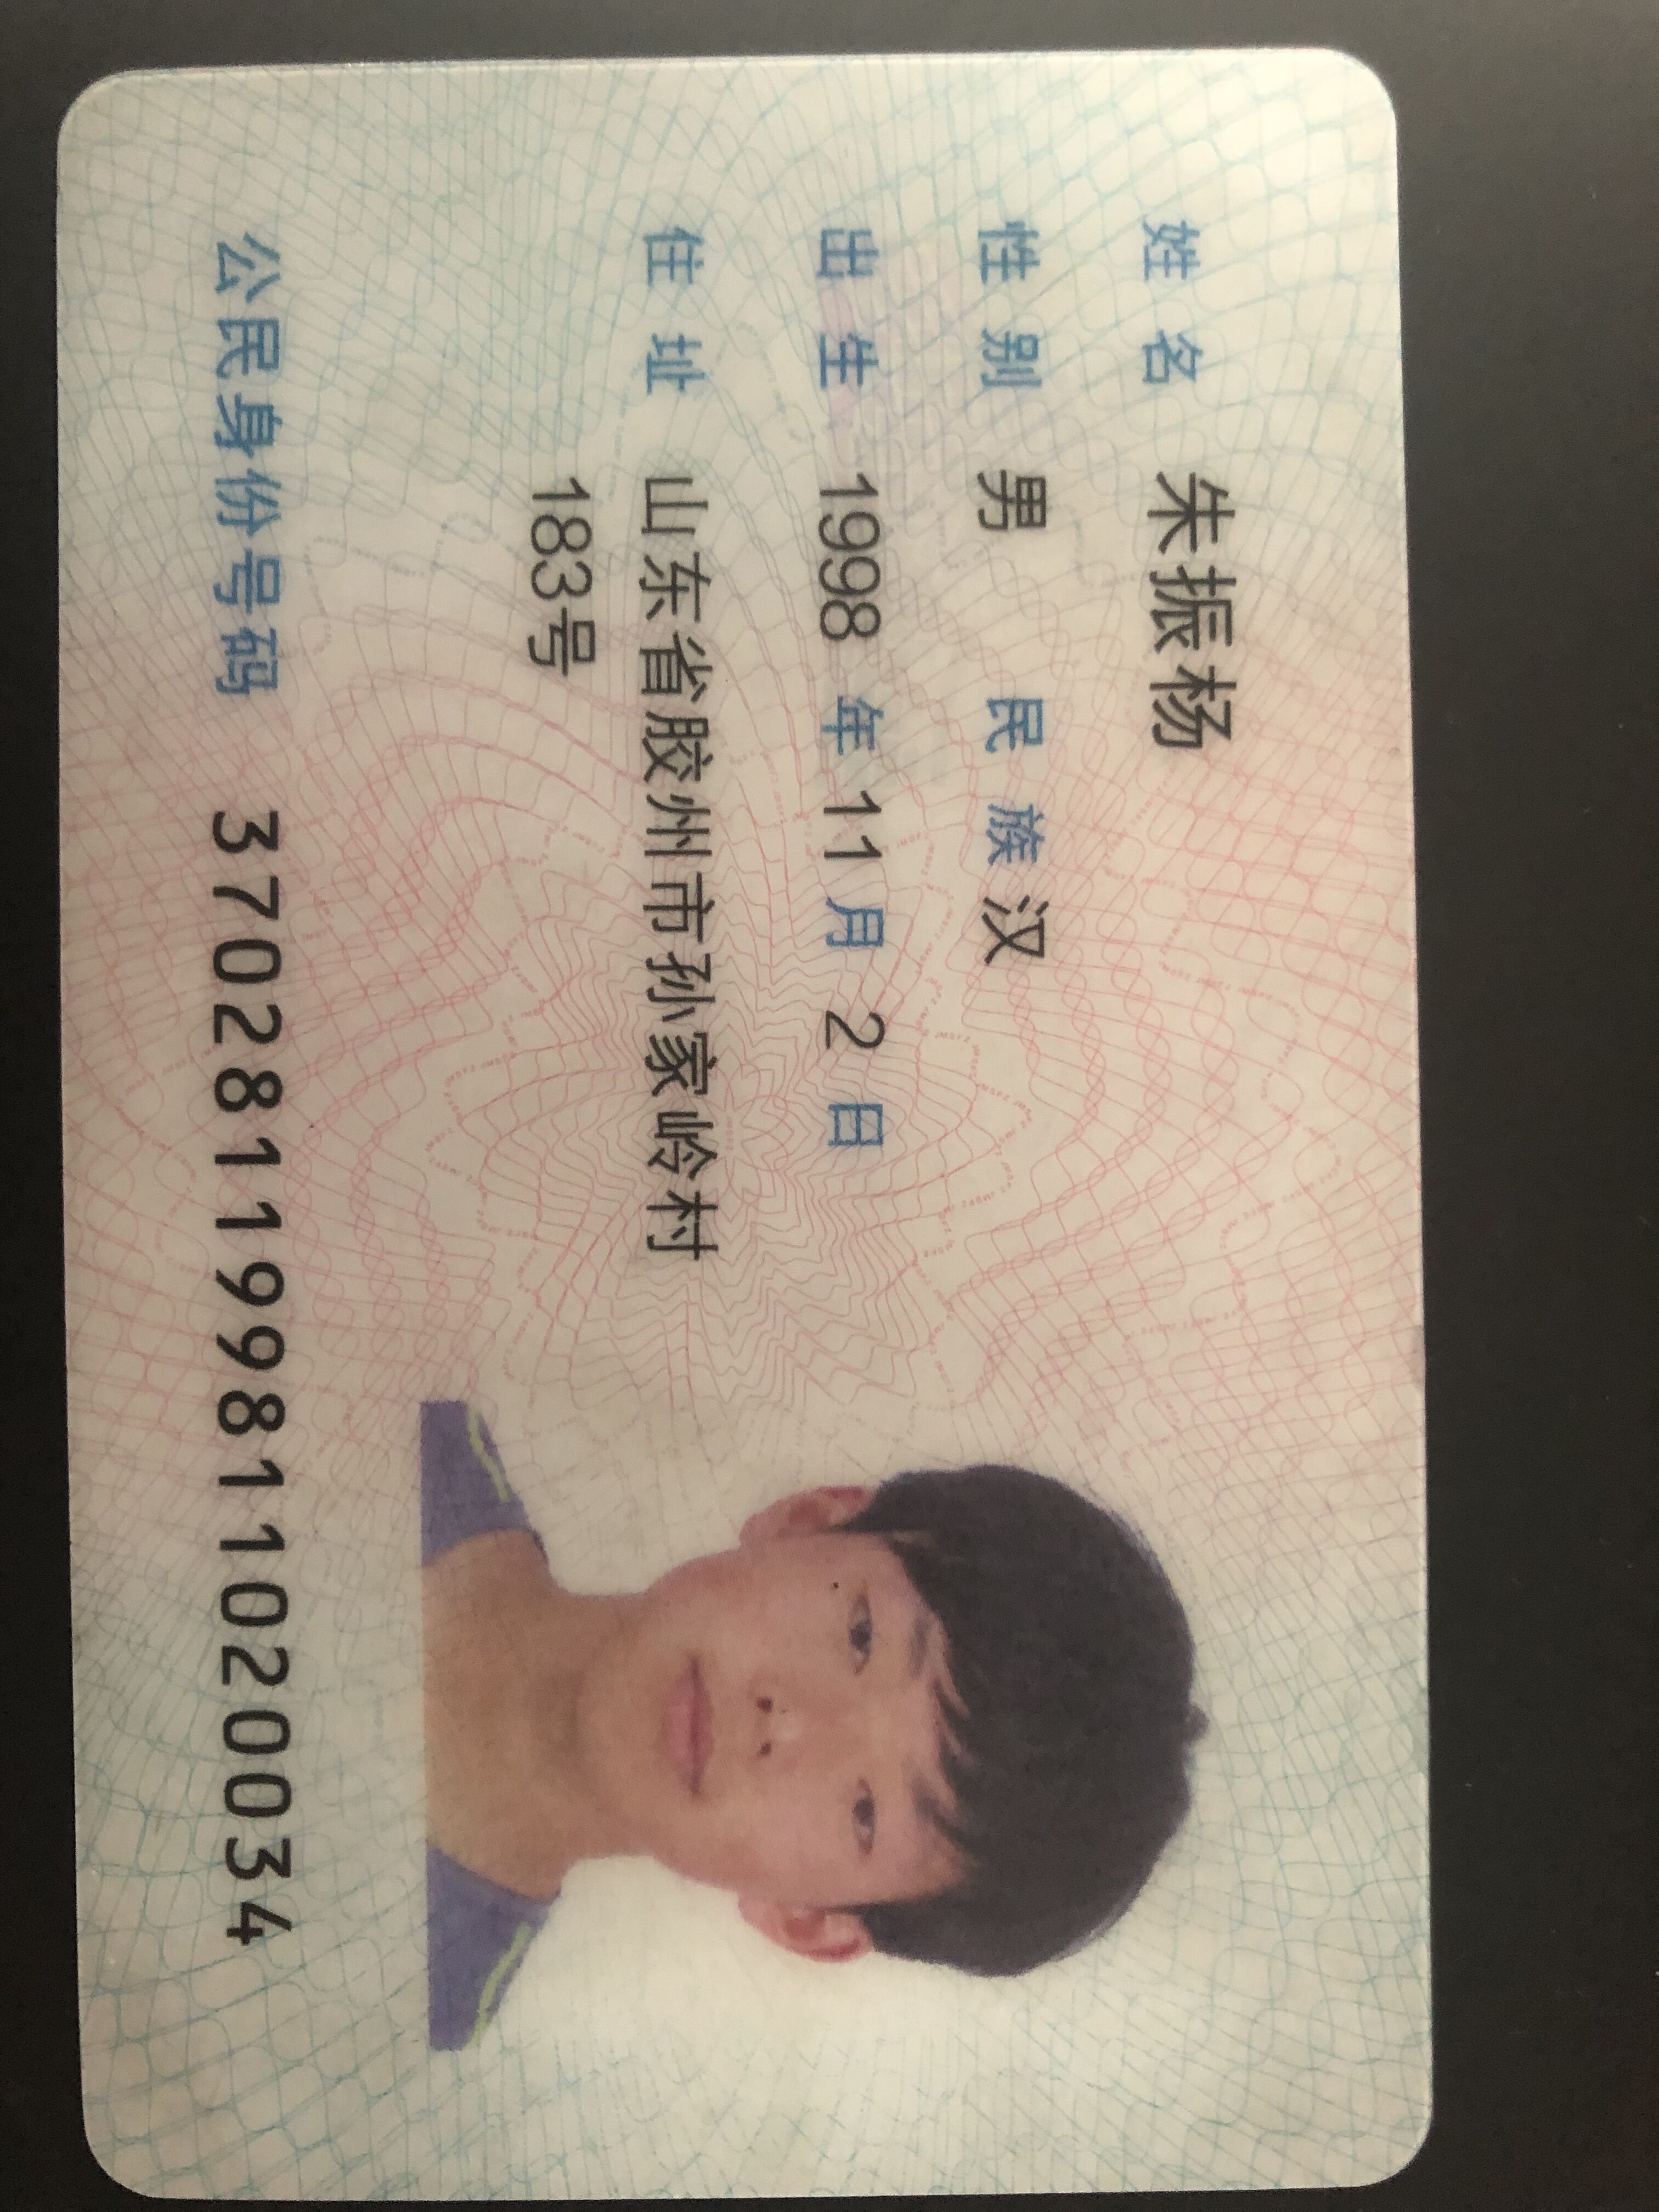 姓名 朱振杨
性别 男 民族 汉
出生 1998 年 11 月 2 日
住址 山东省胶州市孙家岭村
183号
公民身份号码 370281199811020034